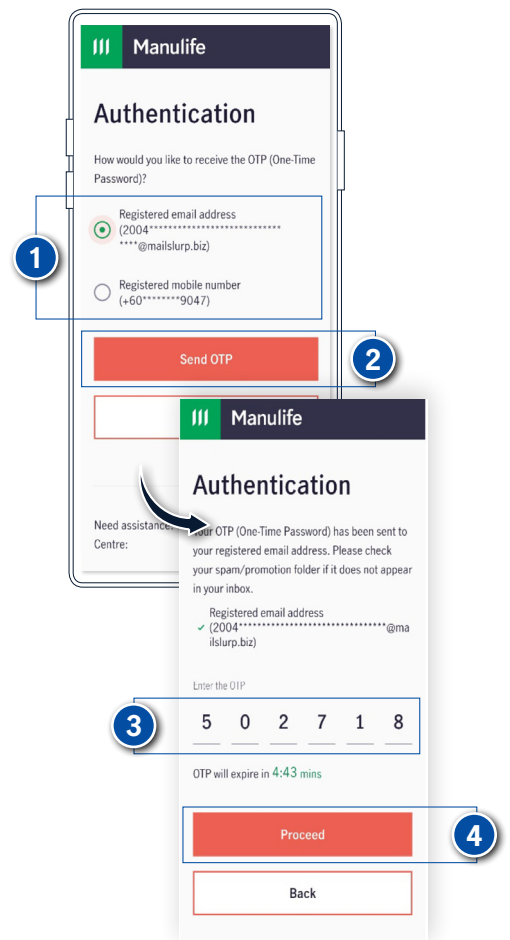 Manulife
Authentication
How would you like to receive the OTP (One-Time
Password)?
1
Registered email address
(2004****************************
****@mailslurp.biz)
Registered mobile number
(+60********9047)
Send OTP
2
Need assistance?
Centre:
Manulife
Authentication
Your OTP (One-Time Password) has been sent to
your registered email address. Please check
your spam/promotion folder if it does not appear
in your inbox.
Registered email address
(2004********************************@ma
ilslurp.biz)
Enter the OTP
3
5 0 2 7 1 8
OTP will expire in 4:43 mins
Proceed
4
Back